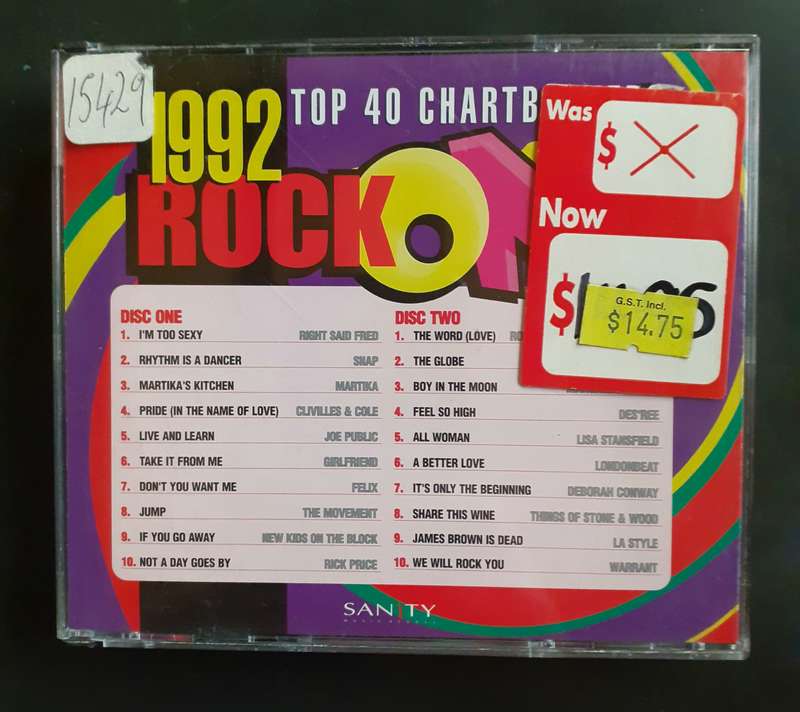 15429
1992 TOP 40 CHARTB
ROCK ON
Was
$
Now
$
G.S.T. Incl.
$14.75
DISC ONE
1. I'M TOO SEXY RIGHT SAID FRED
2. RHYTHM IS A DANCER SNAP
3. MARTIKA'S KITCHEN MARTIKA
4. PRIDE (IN THE NAME OF LOVE) CLIVILLES & COLE
5. LIVE AND LEARN JOE PUBLIC
6. TAKE IT FROM ME GIRLFRIEND
7. DON'T YOU WANT ME FELIX
8. JUMP THE MOVEMENT
9. IF YOU GO AWAY NEW KIDS ON THE BLOCK
10. NOT A DAY GOES BY RICK PRICE
DISC TWO
1. THE WORD (LOVE) RO
2. THE GLOBE
3. BOY IN THE MOON
4. FEEL SO HIGH DES'REE
5. ALL WOMAN LISA STANSFIELD
6. A BETTER LOVE LONDONBEAT
7. IT'S ONLY THE BEGINNING DEBORAH CONWAY
8. SHARE THIS WINE THINGS OF STONE & WOOD
9. JAMES BROWN IS DEAD LA STYLE
10. WE WILL ROCK YOU WARRANT
SANITY